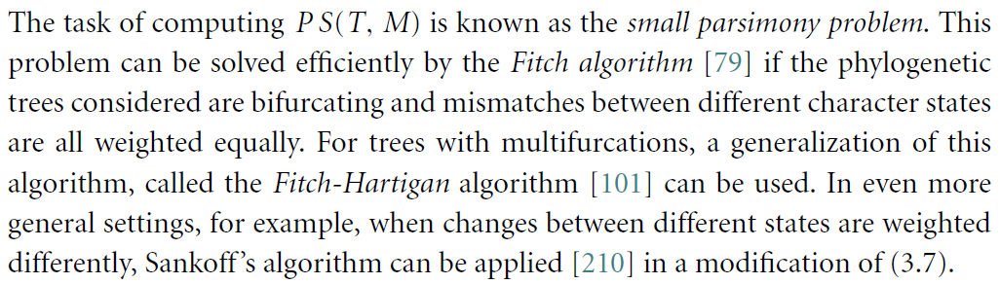 The task of computing PS(T, M) is known as the small parsimony problem. This
problem can be solved efficiently by the Fitch algorithm [79] if the phylogenetic
trees considered are bifurcating and mismatches between different character states
are all weighted equally. For trees with multifurcations, a generalization of this
algorithm, called the Fitch-Hartigan algorithm [101] can be used. In even more
general settings, for example, when changes between different states are weighted
differently, Sankoff’s algorithm can be applied [210] in a modification of (3.7).